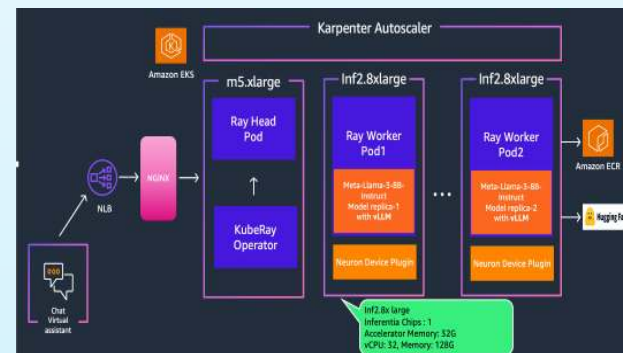 Karpenter Autoscaler
Amazon EKS
m5.xlarge
Inf2.8xlarge
Inf2.8xlarge
Ray Head
Pod
Ray Worker
Pod1
Ray Worker
Pod2
Amazon ECR
NGINX
NLB
Meta-Llama-3-8B-
Instruct
Model replica-1
with vLLM
...
Meta-Llama-3-8B-
Instruct
Model replica-2
with vLLM
Hugging Fa
KubeRay
Operator
Neuron Device Plugin
Neuron Device Plugin
Chat
Virtual
assistant
Inf2.8x large
Inferentia Chips : 1
Accelerator Memory: 32G
vCPU: 32, Memory: 128G